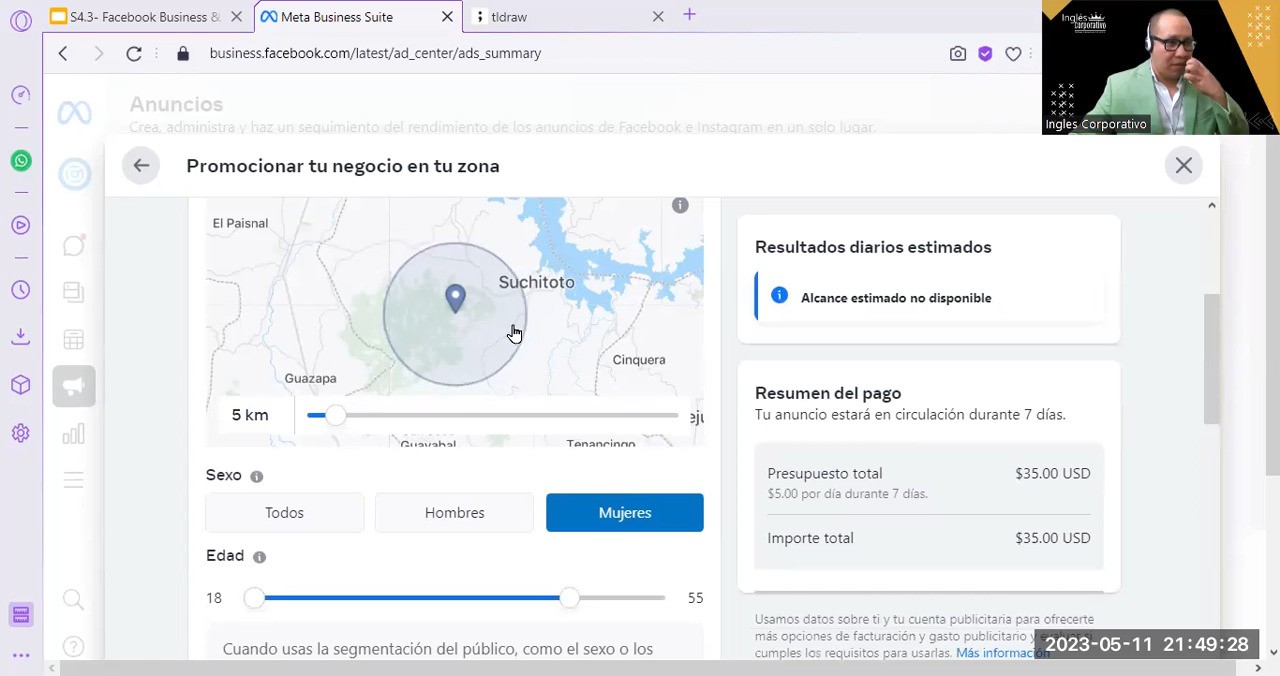 S4.3- Facebook Business &
Meta Business Suite
tldraw
business.facebook.com/latest/ad_center/ads_summary
Inglés
Corporativo
Ingles Corporativo
Anuncios
Crea, administra y haz un seguimiento del rendimiento de los anuncios de Facebook e Instagram en un solo lugar.
Promocionar tu negocio en tu zona
El Paisnal
Suchitoto
Cinquera
Guazapa
Guayabal
Tenancingo
5 km
Sexo
Todos
Hombres
Mujeres
Edad
18
55
Cuando usas la segmentación del público, como el sexo o los
Resultados diarios estimados
Alcance estimado no disponible
Resumen del pago
Tu anuncio estará en circulación durante 7 días.
Presupuesto total
$35.00 USD
$5.00 por día durante 7 días.
Importe total
$35.00 USD
Usamos datos sobre ti y tu cuenta publicitaria para ofrecerte
más opciones de facturación y gasto publicitario y
cumples los requisitos para usarlas. Más información
2023-05-11 21:49:28